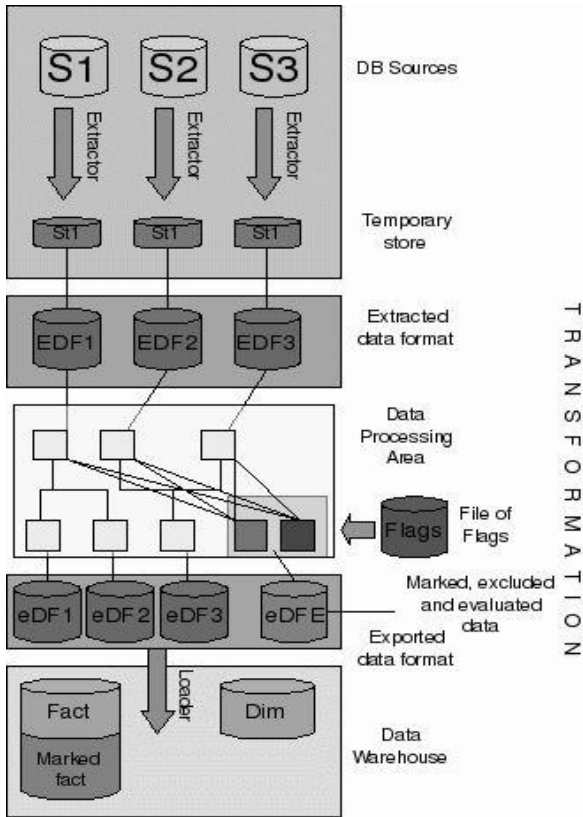 S1 S2 S3
DB Sources
Extractor Extractor Extractor
St1 St1 St1
Temporary
store
EDF1 EDF2 EDF3
Extracted
data format
Data
Processing
Area
Flags
File of
Flags
eDF1 eDF2 eDF3 eDFE
Marked, excluded
and evaluated
data
Exported
data format
Loader
Fact
Marked
fact
Dim
Data
Warehouse
TRANSFORMATION